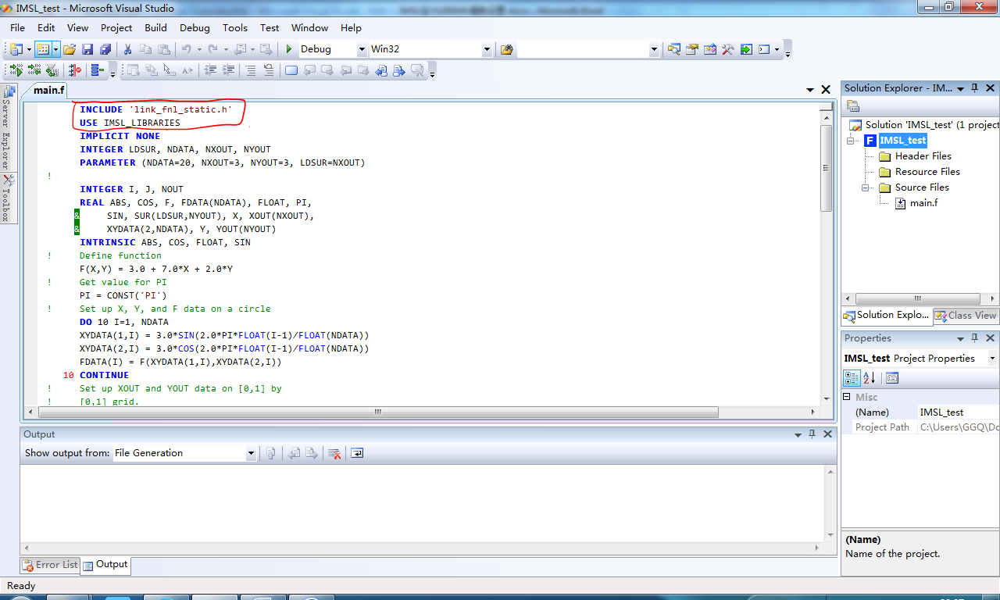 IMSL_test - Microsoft Visual Studio
File Edit View Project Build Debug Tools Test Window Help
Debug Win32
Server Explorer
Toolbox
main.f
INCLUDE 'link_fnl_static.h'
USE IMSL_LIBRARIES
IMPLICIT NONE
INTEGER LDSUR, NDATA, NXOUT, NYOUT
PARAMETER (NDATA=20, NXOUT=3, NYOUT=3, LDSUR=NXOUT)
!
INTEGER I, J, NOUT
REAL ABS, COS, F, FDATA(NDATA), FLOAT, PI,
& SIN, SUR(LDSUR,NYOUT), X, XOUT(NXOUT),
& XYDATA(2,NDATA), Y, YOUT(NYOUT)
INTRINSIC ABS, COS, FLOAT, SIN
! Define function
F(X,Y) = 3.0 + 7.0*X + 2.0*Y
! Get value for PI
PI = CONST('PI')
! Set up X, Y, and F data on a circle
DO 10 I=1, NDATA
XYDATA(1,I) = 3.0*SIN(2.0*PI*FLOAT(I-1)/FLOAT(NDATA))
XYDATA(2,I) = 3.0*COS(2.0*PI*FLOAT(I-1)/FLOAT(NDATA))
FDATA(I) = F(XYDATA(1,I),XYDATA(2,I))
10 CONTINUE
! Set up XOUT and YOUT data on [0,1] by
! [0,1] grid.
Output
Show output from: File Generation
Error List Output
Ready
Solution Explorer - IM...
Solution 'IMSL_test' (1 project
F IMSL_test
Header Files
Resource Files
Source Files
main.f
Solution Explo... Class View
Properties
IMSL_test Project Properties
Misc
(Name) IMSL_test
Project Path C:\Users\GGQ\Do
(Name)
Name of the project.